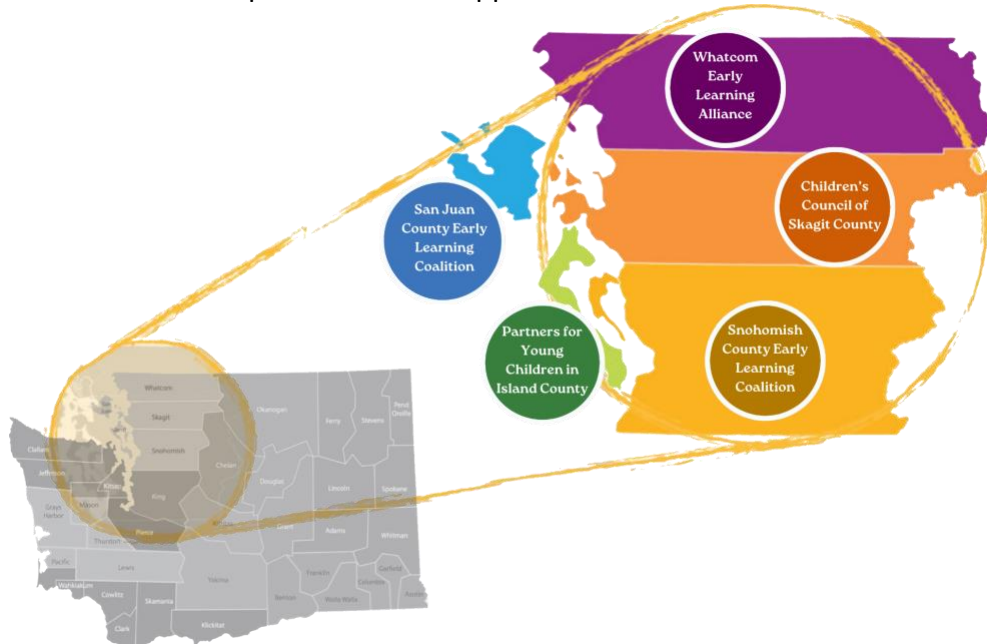 Whatcom
Early
Learning
Alliance
Children's
Council of
Skagit County
San Juan
County Early
Learning
Coalition
Partners for
Young
Children in
Island County
Snohomish
County Early
Learning
Coalition
Whatcom
Skagit
Snohomish
Okanogan
Ferry
Stevens
Pend
Oreille
Clallam
Jefferson
Chelan
Douglas
Lincoln
Spokane
King
Kitsap
Mason
Grays
Harbor
Kittitas
Grant
Adams
Whitman
Pierce
Thurston
Pacific
Lewis
Yakima
Franklin
Garfield
Columbia
Asotin
Wahkiakum
Cowlitz
Skamania
Benton
Walla Walla
Clark
Klickitat